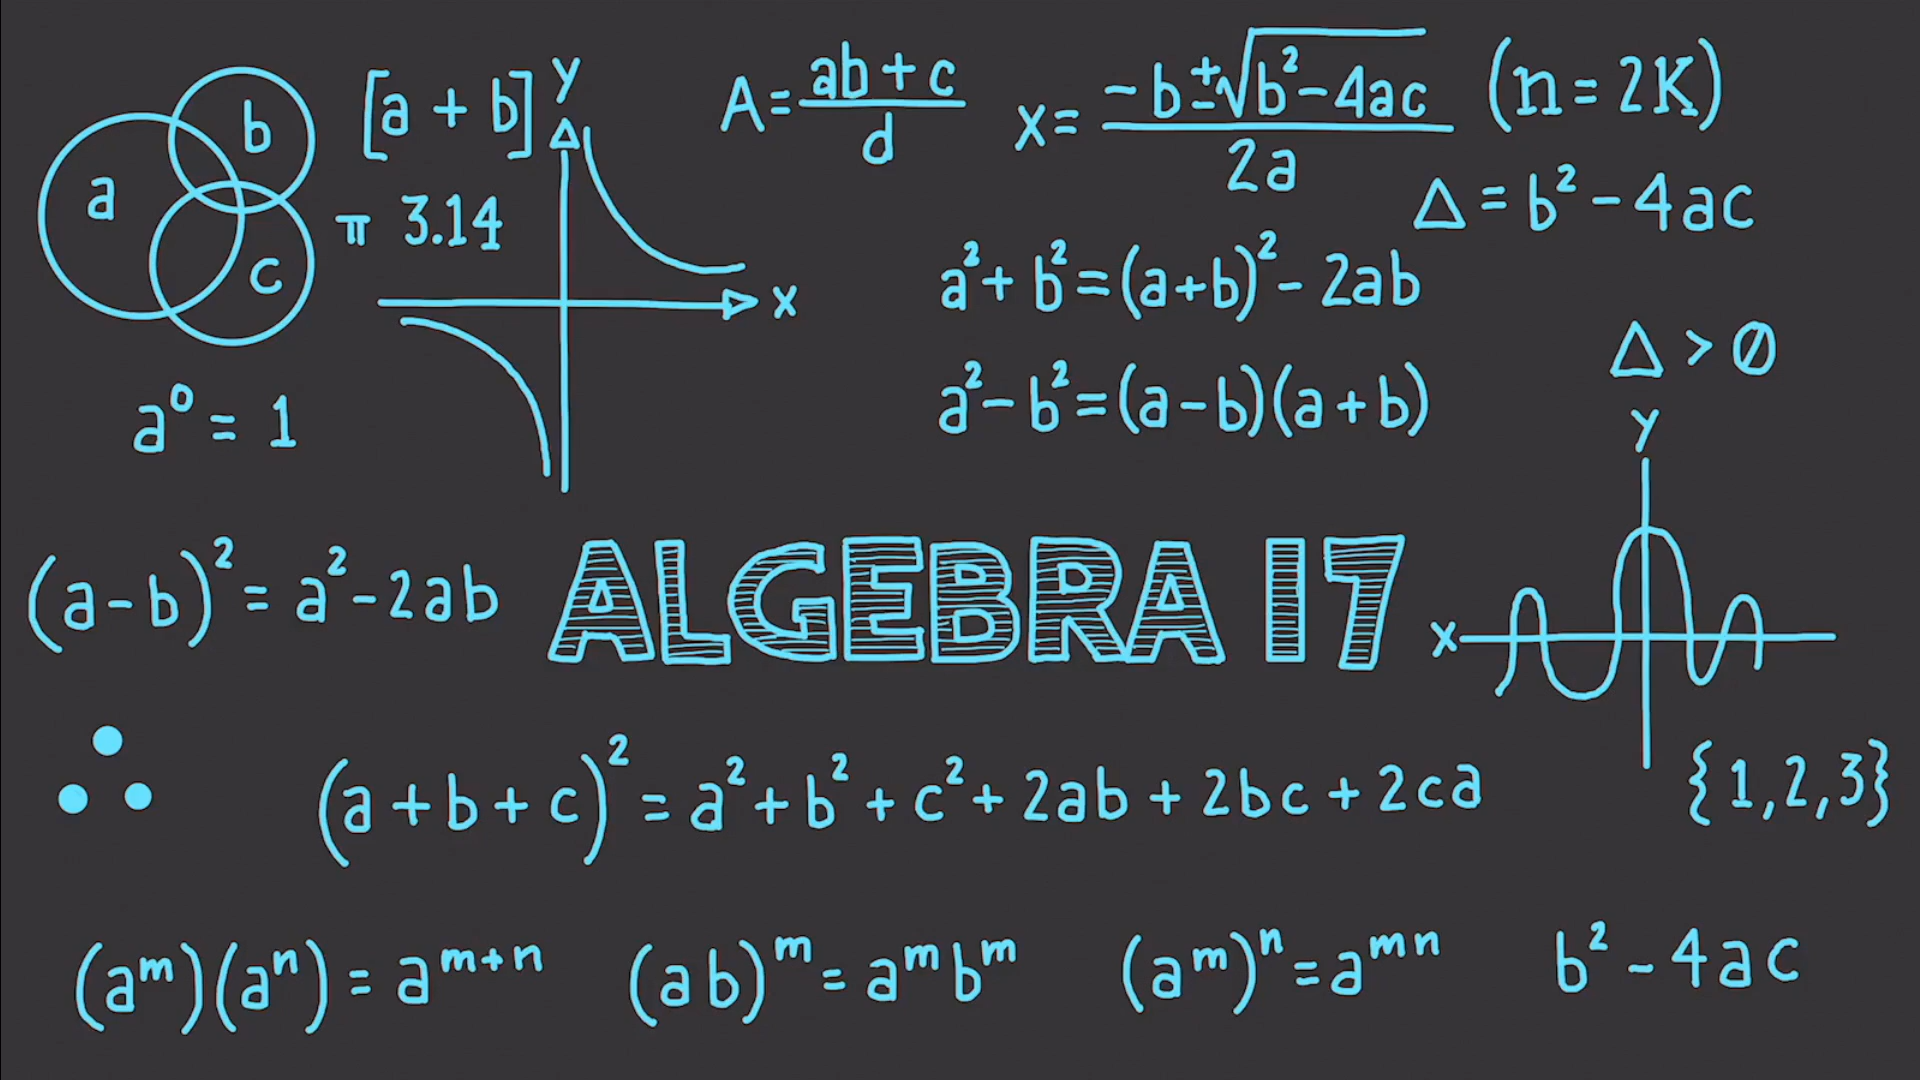 a
b
c
[a + b]
π 3.14
a⁰ = 1
y
x
A = (ab + c)/d
x = (-b ± √(b² - 4ac))/2a
(n = 2K)
Δ = b² - 4ac
a² + b² = (a+b)² - 2ab
a² - b² = (a-b)(a+b)
Δ > 0
y
x
(a-b)² = a² - 2ab
ALGEBRA 17
∴
(a+b+c)² = a² + b² + c² + 2ab + 2bc + 2ca
{1,2,3}
(aᵐ)(aⁿ) = aᵐ⁺ⁿ
(ab)ᵐ = aᵐbᵐ
(aᵐ)ⁿ = aᵐⁿ
b² - 4ac